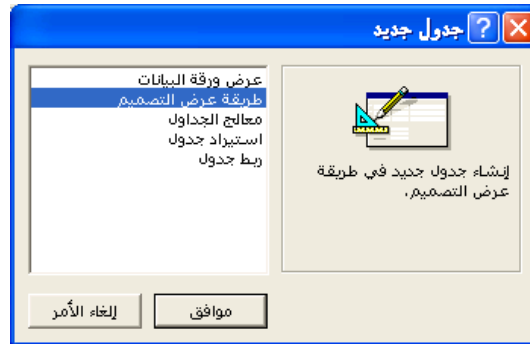 جدول جديد
عرض ورقة البيانات
طريقة عرض التصميم
معالج الجداول
استيراد جدول
ربط جدول
إنشاء جدول جديد في طريقة
عرض التصميم.
موافق
إلغاء الأمر